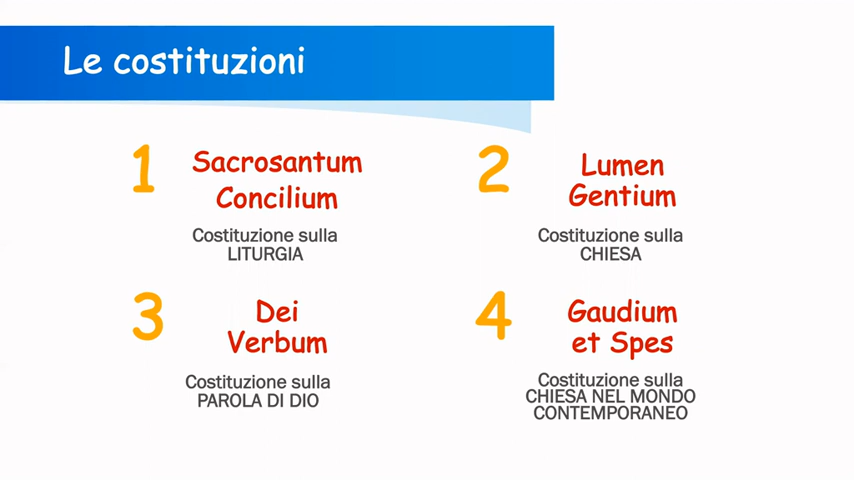 Le costituzioni
1
Sacrosantum
Concilium
Costituzione sulla
LITURGIA
2
Lumen
Gentium
Costituzione sulla
CHIESA
3
Dei
Verbum
Costituzione sulla
PAROLA DI DIO
4
Gaudium
et Spes
Costituzione sulla
CHIESA NEL MONDO
CONTEMPORANEO